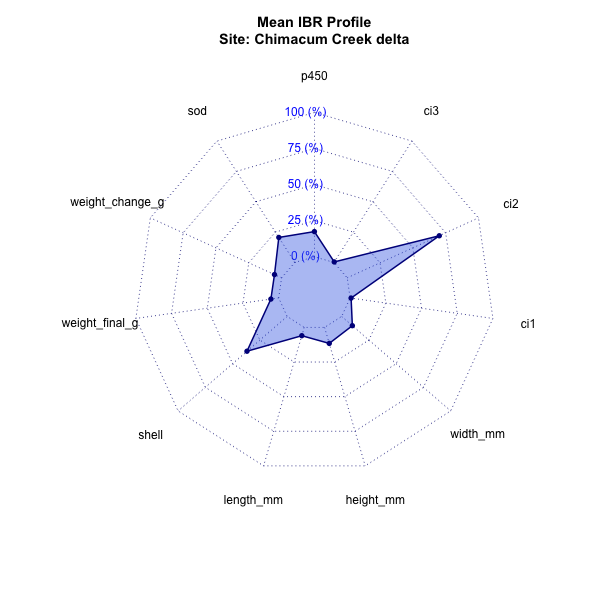 Mean IBR Profile
Site: Chimacum Creek delta
p450
sod
100 (%)
ci3
75 (%)
weight_change_g
50 (%)
ci2
25 (%)
0 (%)
weight_final_g
ci1
shell
width_mm
length_mm
height_mm